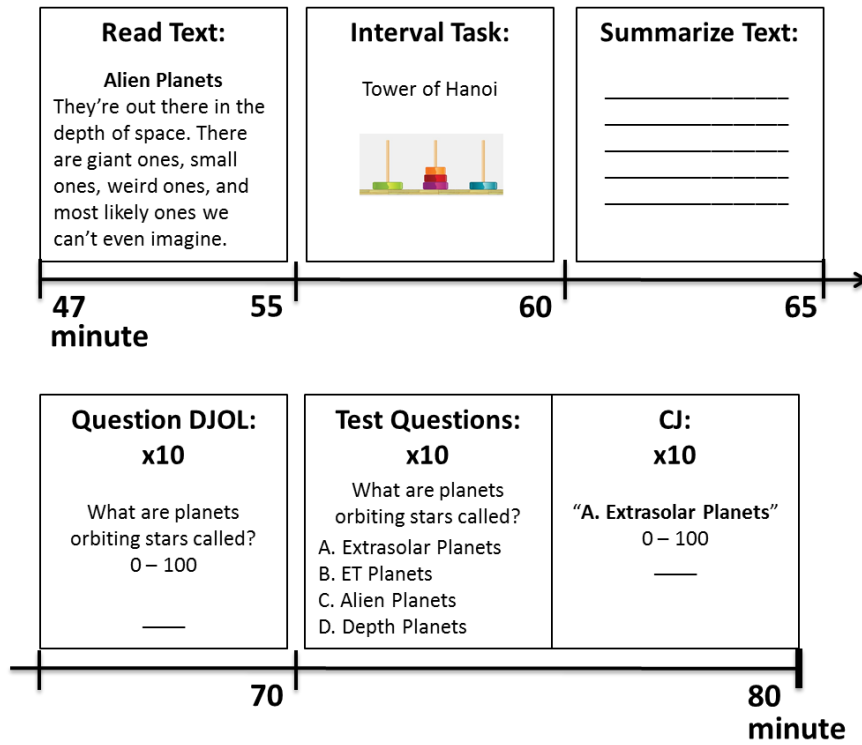 Read Text:
Alien Planets
They're out there in the
depth of space. There
are giant ones, small
ones, weird ones, and
most likely ones we
can't even imagine.
Interval Task:
Tower of Hanoi
Summarize Text:
47
minute
55
60
65
Question DJOL:
x10
What are planets
orbiting stars called?
0 – 100
Test Questions:
x10
What are planets
orbiting stars called?
A. Extrasolar Planets
B. ET Planets
C. Alien Planets
D. Depth Planets
CJ:
x10
“A. Extrasolar Planets”
0 – 100
70
80
minute